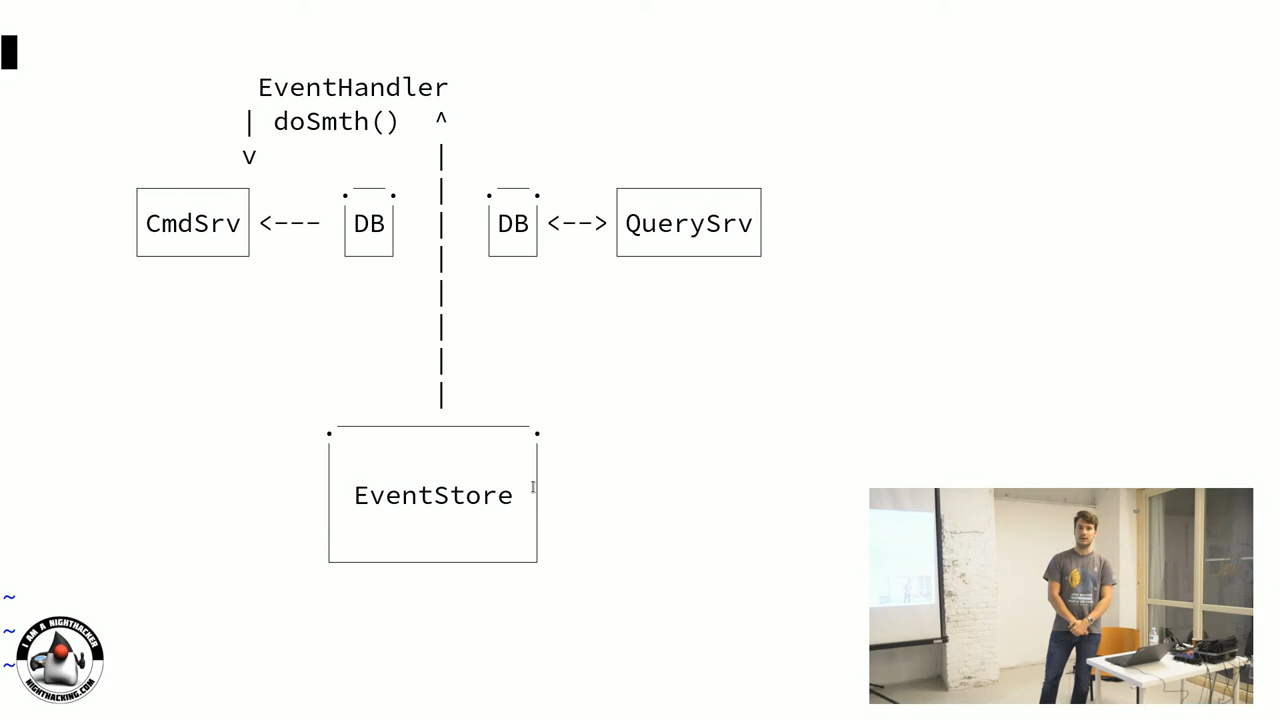 EventHandler
| doSmth() ^
v |
CmdSrv <--- DB | DB <--> QuerySrv
|
|
|
|
|
EventStore
~
~
~
I AM A NIGHTHACKER
NIGHTHACKING.COM